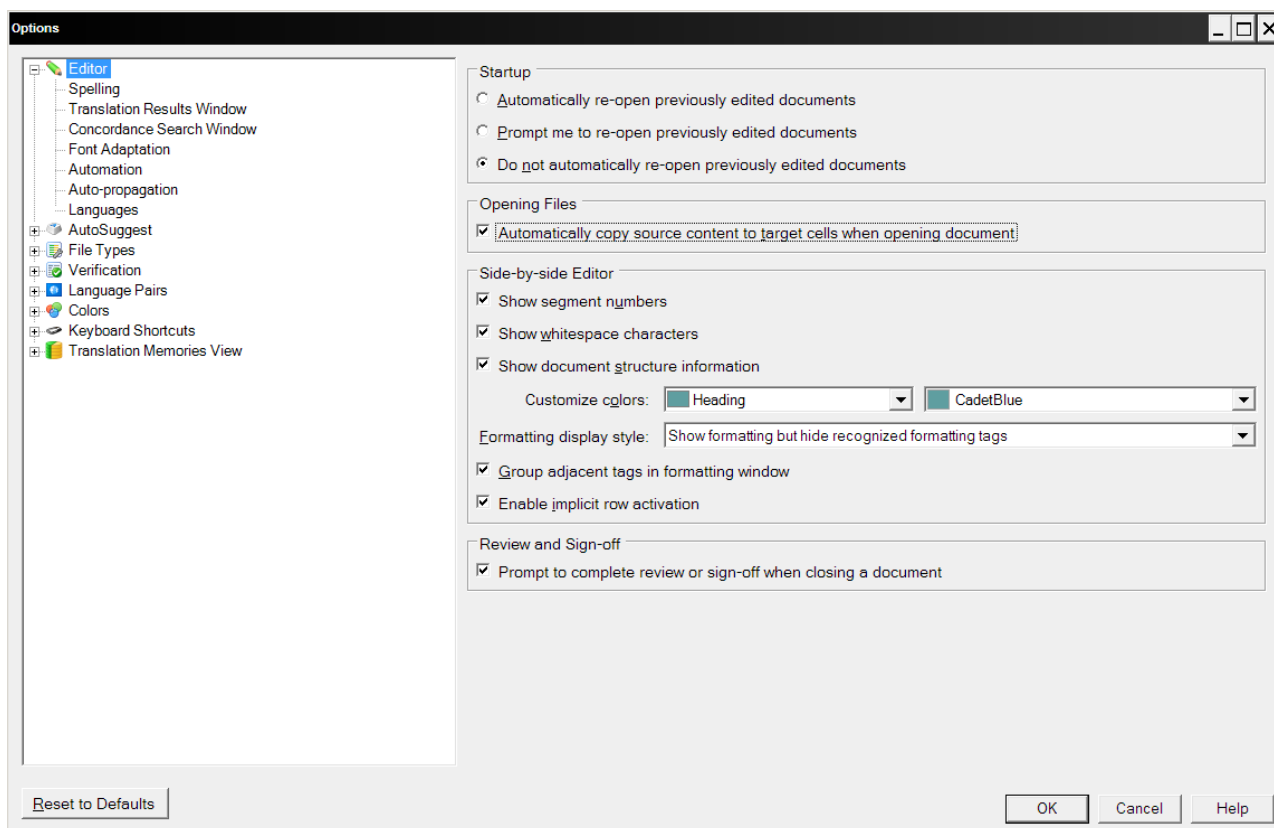 Options
Editor
Spelling
Translation Results Window
Concordance Search Window
Font Adaptation
Automation
Auto-propagation
Languages
AutoSuggest
File Types
Verification
Language Pairs
Colors
Keyboard Shortcuts
Translation Memories View
Startup
Automatically re-open previously edited documents
Prompt me to re-open previously edited documents
Do not automatically re-open previously edited documents
Opening Files
Automatically copy source content to target cells when opening document
Side-by-side Editor
Show segment numbers
Show whitespace characters
Show document structure information
Customize colors: Heading CadetBlue
Formatting display style: Show formatting but hide recognized formatting tags
Group adjacent tags in formatting window
Enable implicit row activation
Review and Sign-off
Prompt to complete review or sign-off when closing a document
Reset to Defaults
OK Cancel Help